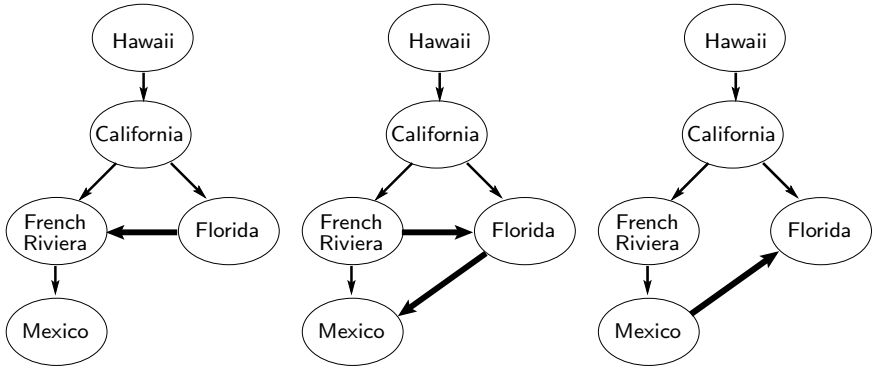 Hawaii
Hawaii
Hawaii
California
California
California
French
Riviera
Florida
French
Riviera
Florida
French
Riviera
Florida
Mexico
Mexico
Mexico